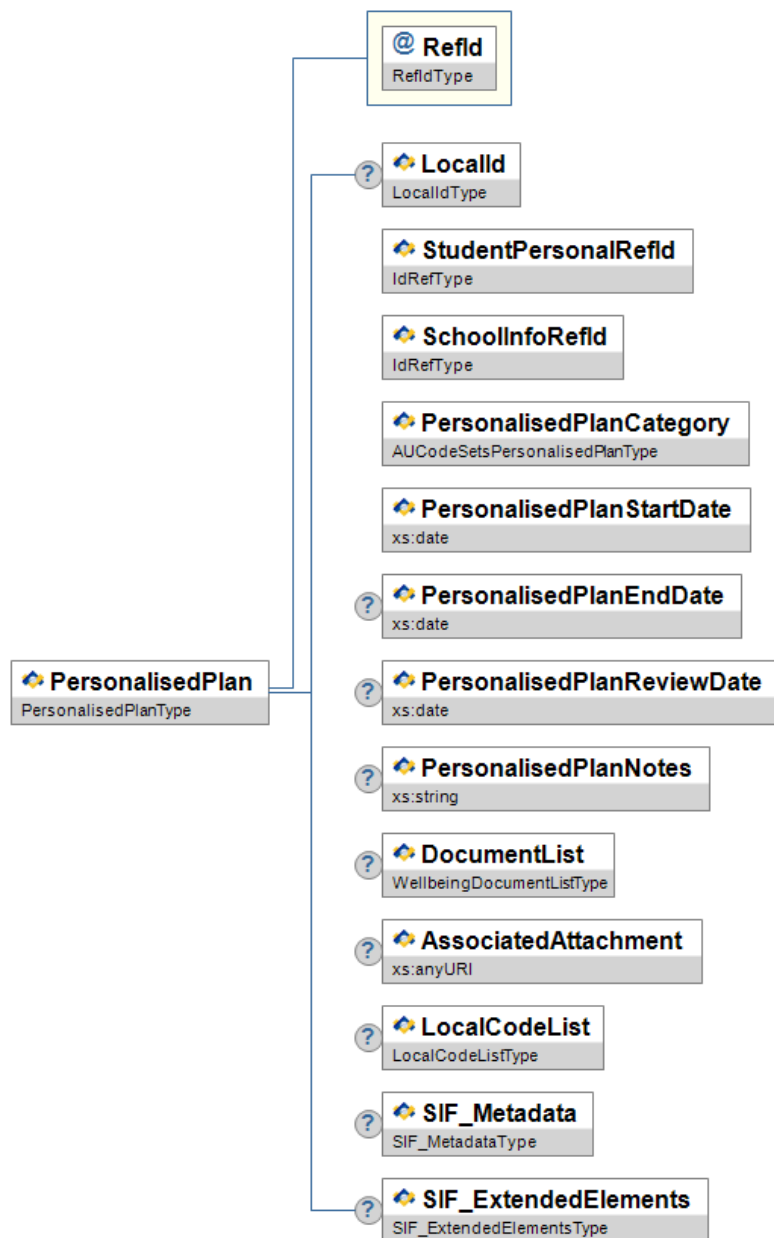 @ RefId
RefIdType
? LocalId
LocalIdType
StudentPersonalRefId
IdRefType
SchoolInfoRefId
IdRefType
PersonalisedPlanCategory
AUCodeSetsPersonalisedPlanType
PersonalisedPlanStartDate
xs:date
? PersonalisedPlanEndDate
xs:date
PersonalisedPlan
PersonalisedPlanType
? PersonalisedPlanReviewDate
xs:date
? PersonalisedPlanNotes
xs:string
? DocumentList
WellbeingDocumentListType
? AssociatedAttachment
xs:anyURI
? LocalCodeList
LocalCodeListType
? SIF_Metadata
SIF_MetadataType
? SIF_ExtendedElements
SIF_ExtendedElementsType